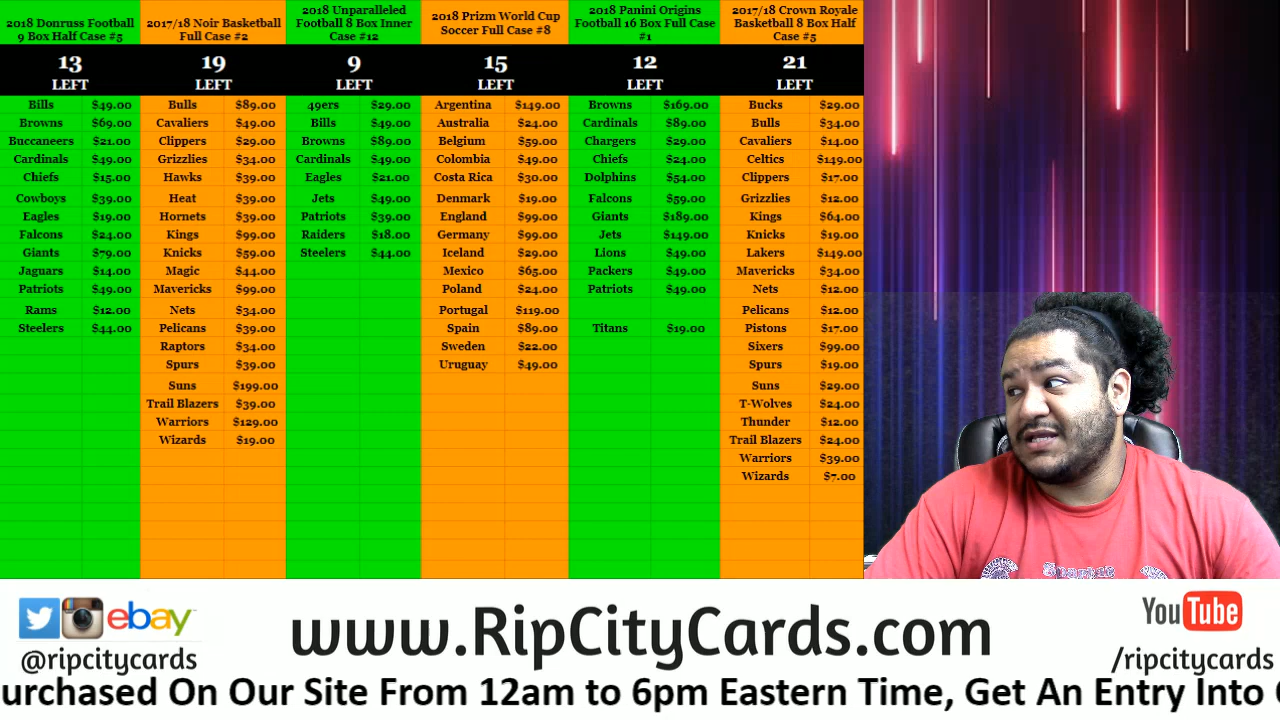 2018 Donruss Football
9 Box Half Case #5
13
LEFT
Bills $49.00
Browns $69.00
Buccaneers $21.00
Cardinals $49.00
Chiefs $15.00
Cowboys $39.00
Eagles $19.00
Falcons $24.00
Giants $79.00
Jaguars $14.00
Patriots $49.00
Rams $12.00
Steelers $44.00
2017/18 Noir Basketball
Full Case #2
19
LEFT
Bulls $89.00
Cavaliers $49.00
Clippers $29.00
Grizzlies $34.00
Hawks $39.00
Heat $39.00
Hornets $39.00
Kings $99.00
Knicks $59.00
Magic $44.00
Mavericks $99.00
Nets $34.00
Pelicans $39.00
Raptors $34.00
Spurs $39.00
Suns $199.00
Trail Blazers $39.00
Warriors $129.00
Wizards $19.00
2018 Unparalleled
Football 8 Box Inner
Case #12
9
LEFT
49ers $29.00
Bills $49.00
Browns $89.00
Cardinals $49.00
Eagles $21.00
Jets $49.00
Patriots $39.00
Raiders $18.00
Steelers $44.00
2018 Prizm World Cup
Soccer Full Case #8
15
LEFT
Argentina $149.00
Australia $24.00
Belgium $59.00
Colombia $49.00
Costa Rica $30.00
Denmark $19.00
England $99.00
Germany $99.00
Iceland $29.00
Mexico $65.00
Poland $24.00
Portugal $119.00
Spain $89.00
Sweden $22.00
Uruguay $49.00
2018 Panini Origins
Football 16 Box Full Case
#1
12
LEFT
Browns $169.00
Cardinals $89.00
Chargers $29.00
Chiefs $24.00
Dolphins $54.00
Falcons $59.00
Giants $189.00
Jets $149.00
Lions $49.00
Packers $49.00
Patriots $49.00
Titans $19.00
2017/18 Crown Royale
Basketball 8 Box Half
Case #5
21
LEFT
Bucks $29.00
Bulls $34.00
Cavaliers $14.00
Celtics $149.00
Clippers $17.00
Grizzlies $12.00
Kings $64.00
Knicks $19.00
Lakers $149.00
Mavericks $34.00
Nets $12.00
Pelicans $12.00
Pistons $17.00
Sixers $99.00
Spurs $19.00
Suns $29.00
T-Wolves $24.00
Thunder $12.00
Trail Blazers $24.00
Warriors $39.00
Wizards $7.00
ebay
@ripcitycards
www.RipCityCards.com
YouTube
/ripcitycards
urchased On Our Site From 12am to 6pm Eastern Time, Get An Entry Into